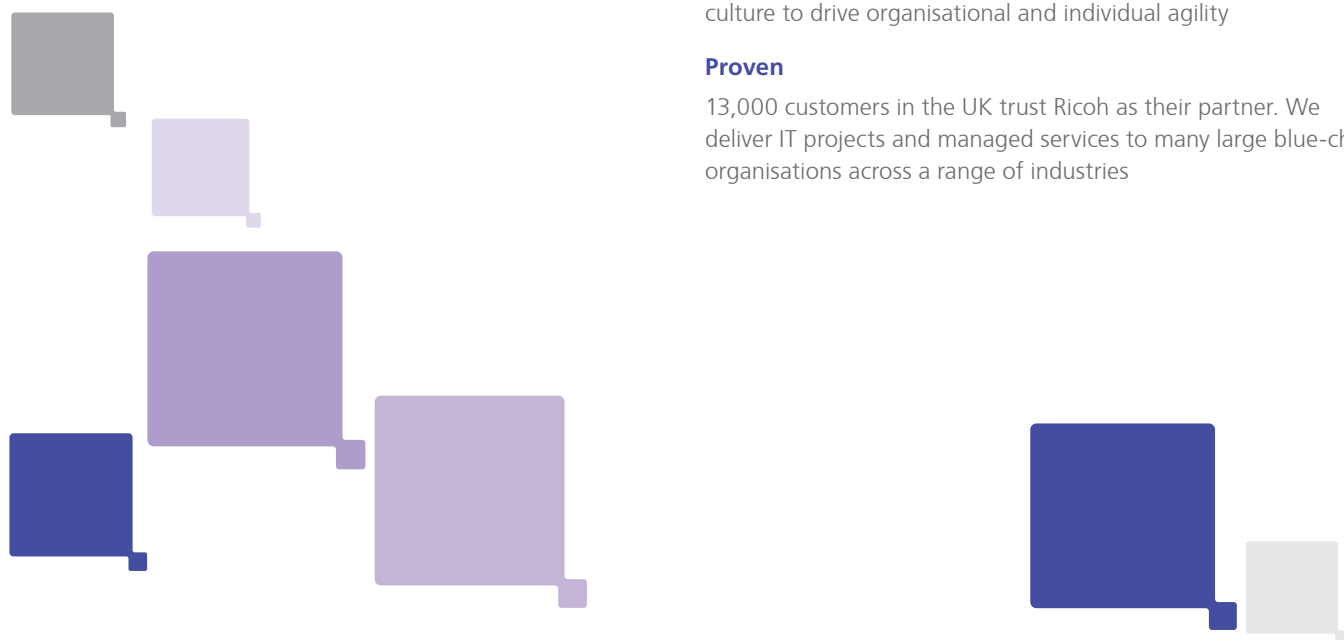 culture to drive organisational and individual agility
Proven
13,000 customers in the UK trust Ricoh as their partner. We
deliver IT projects and managed services to many large
organisations across a range of industries